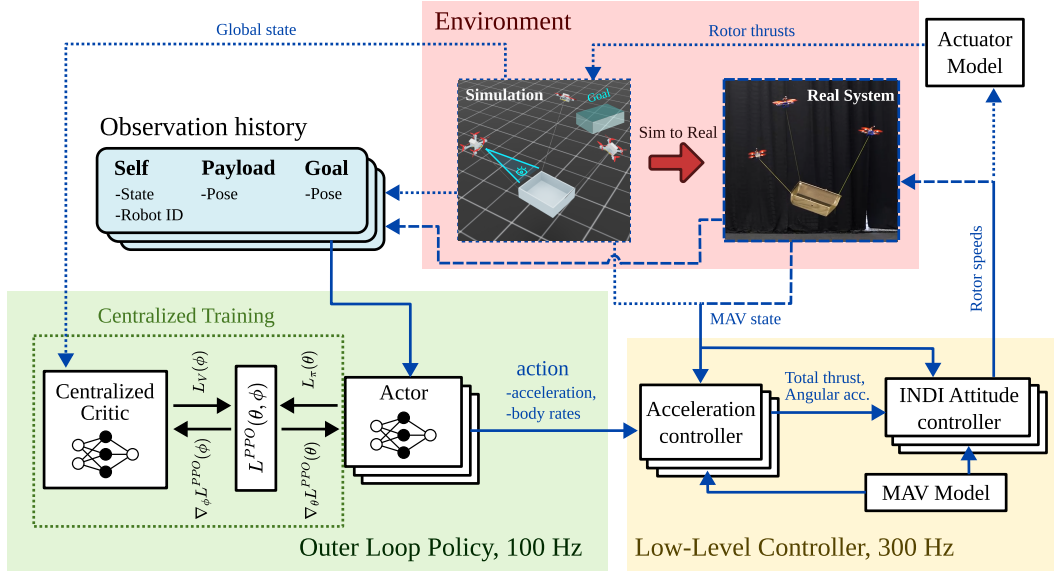 Environment
Global state
Rotor thrusts
Actuator
Model
Simulation
Goal
Sim to Real
Real System
Observation history
Self
Payload
Goal
-State
-Pose
-Pose
-Robot ID
Rotor speeds
MAV state
Centralized Training
Centralized
Critic
L_V(ϕ)
L_π(θ)
L^{PPO}(θ, ϕ)
∇_ϕ L^{PPO}(ϕ)
∇_θ L^{PPO}(θ)
Actor
action
-acceleration,
-body rates
Outer Loop Policy, 100 Hz
Acceleration
controller
Total thrust,
Angular acc.
INDI Attitude
controller
MAV Model
Low-Level Controller, 300 Hz